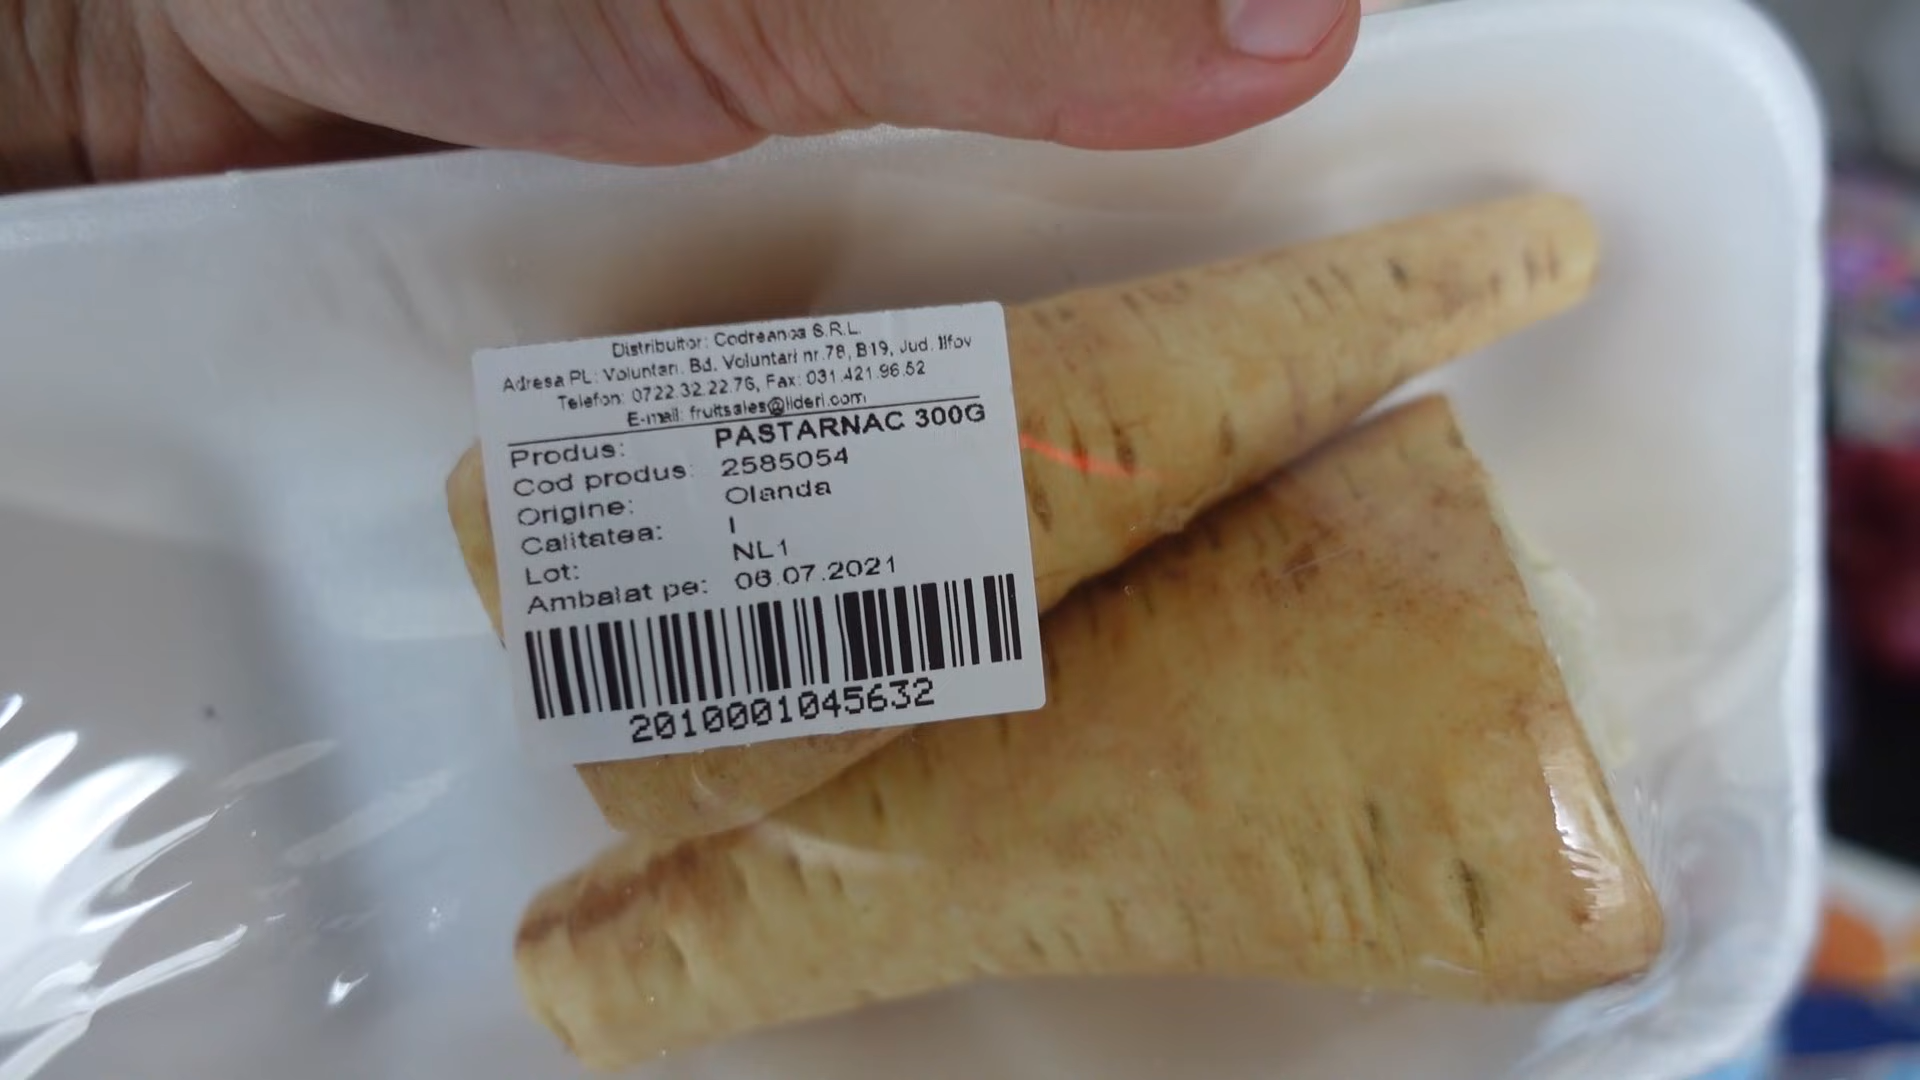 Distribuitor: Codreanca S.R.L.
Adresa PL: Voluntari, Bd. Voluntari nr.78, B19, Jud. Ilfov
Telefon: 0722.32.22.76, Fax: 031.421.96.52
E-mail: fruitsales@lideri.com
Produs: PASTARNAC 300G
Cod produs: 2585054
Origine: Olanda
Calitatea: I
Lot: NL1
Ambalat pe: 06.07.2021
2010001045632